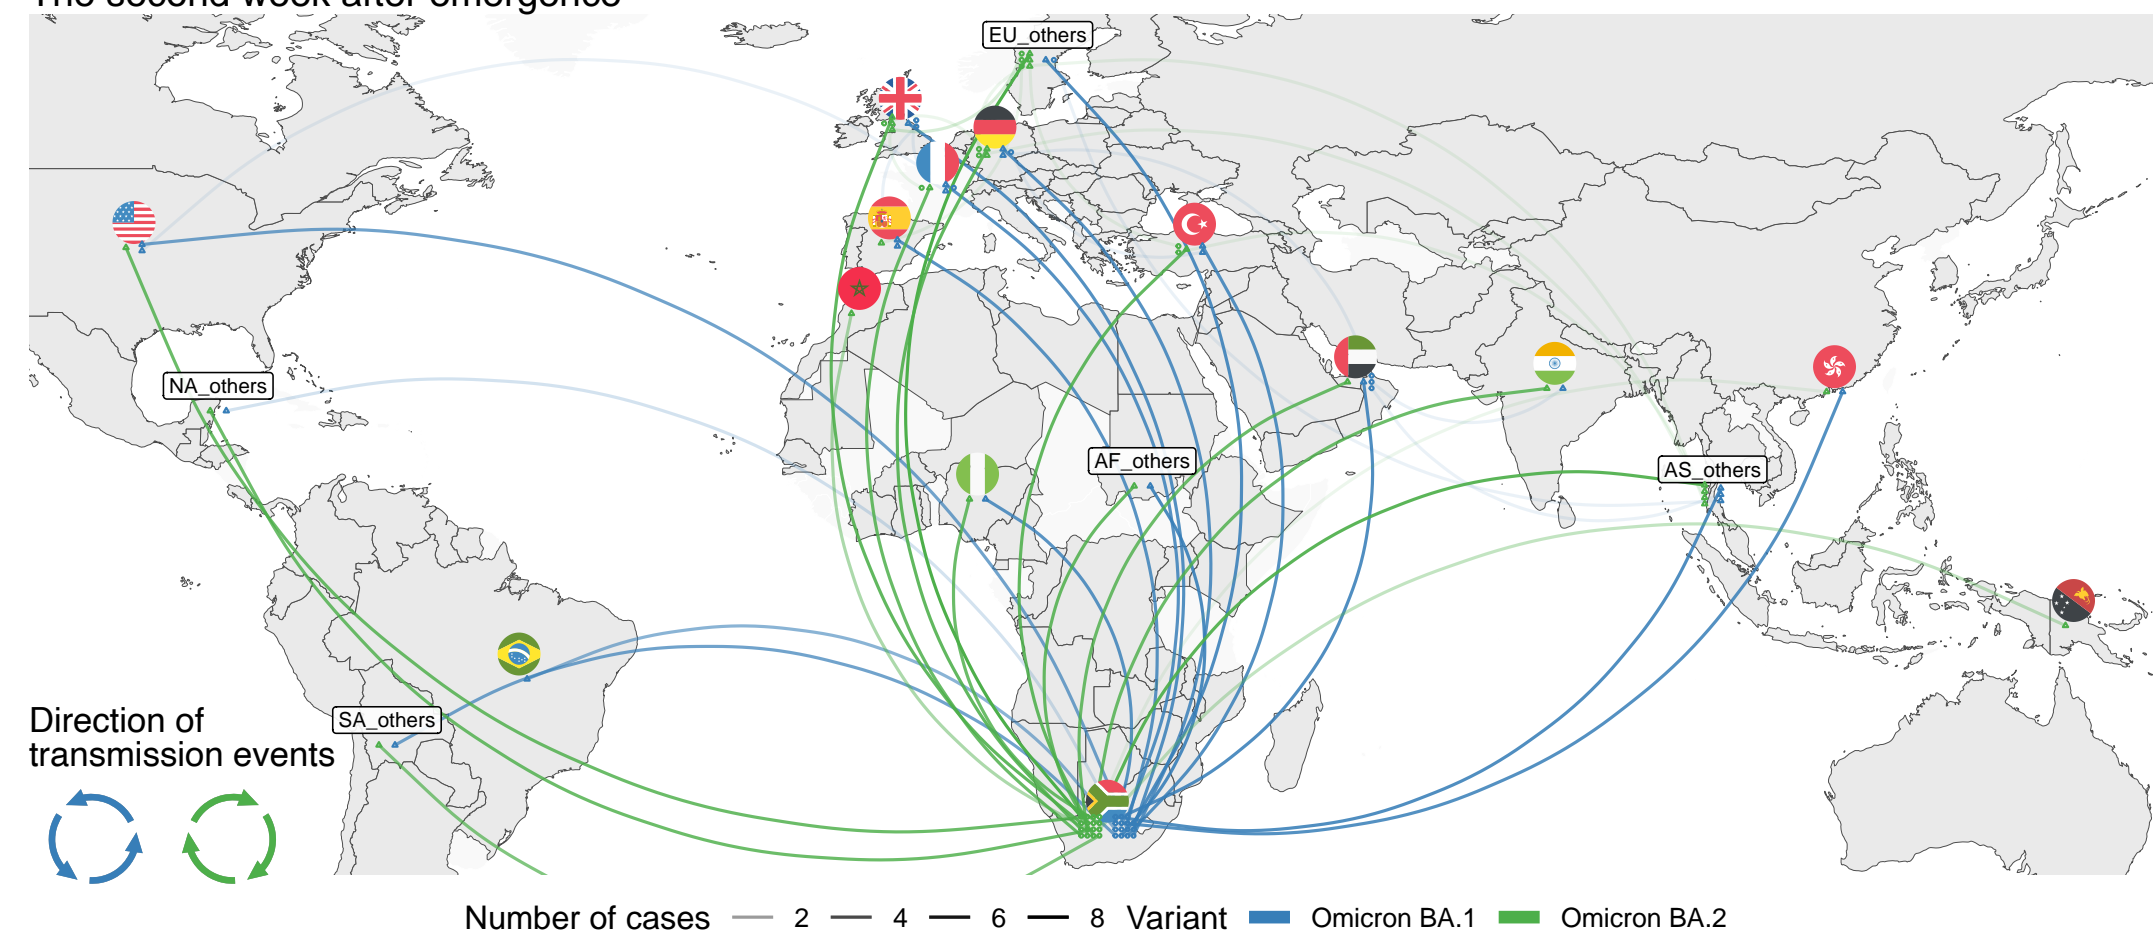 The second week after emergence
EU_others
NA_others
AF_others
AS_others
SA_others
Direction of
transmission events
Number of cases 2 4 6 8 Variant Omicron BA.1 Omicron BA.2